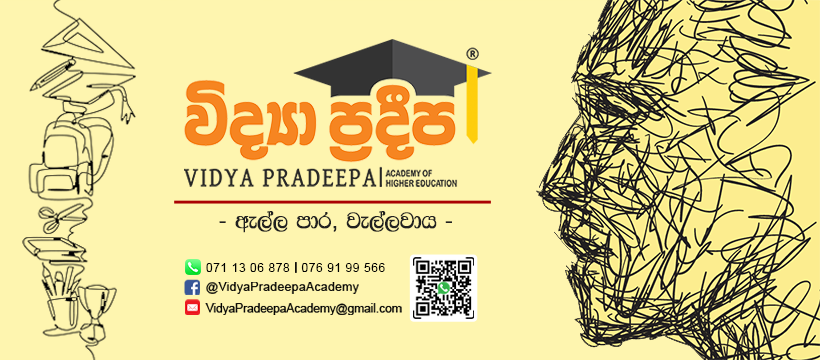 ®
විද්‍යා ප්‍රදීප
VIDYA PRADEEPA | ACADEMY OF
HIGHER EDUCATION
- ඇල්ල පාර, වැල්ලවාය -
071 13 06 878 | 076 91 99 566
@VidyaPradeepaAcademy
VidyaPradeepaAcademy@gmail.com